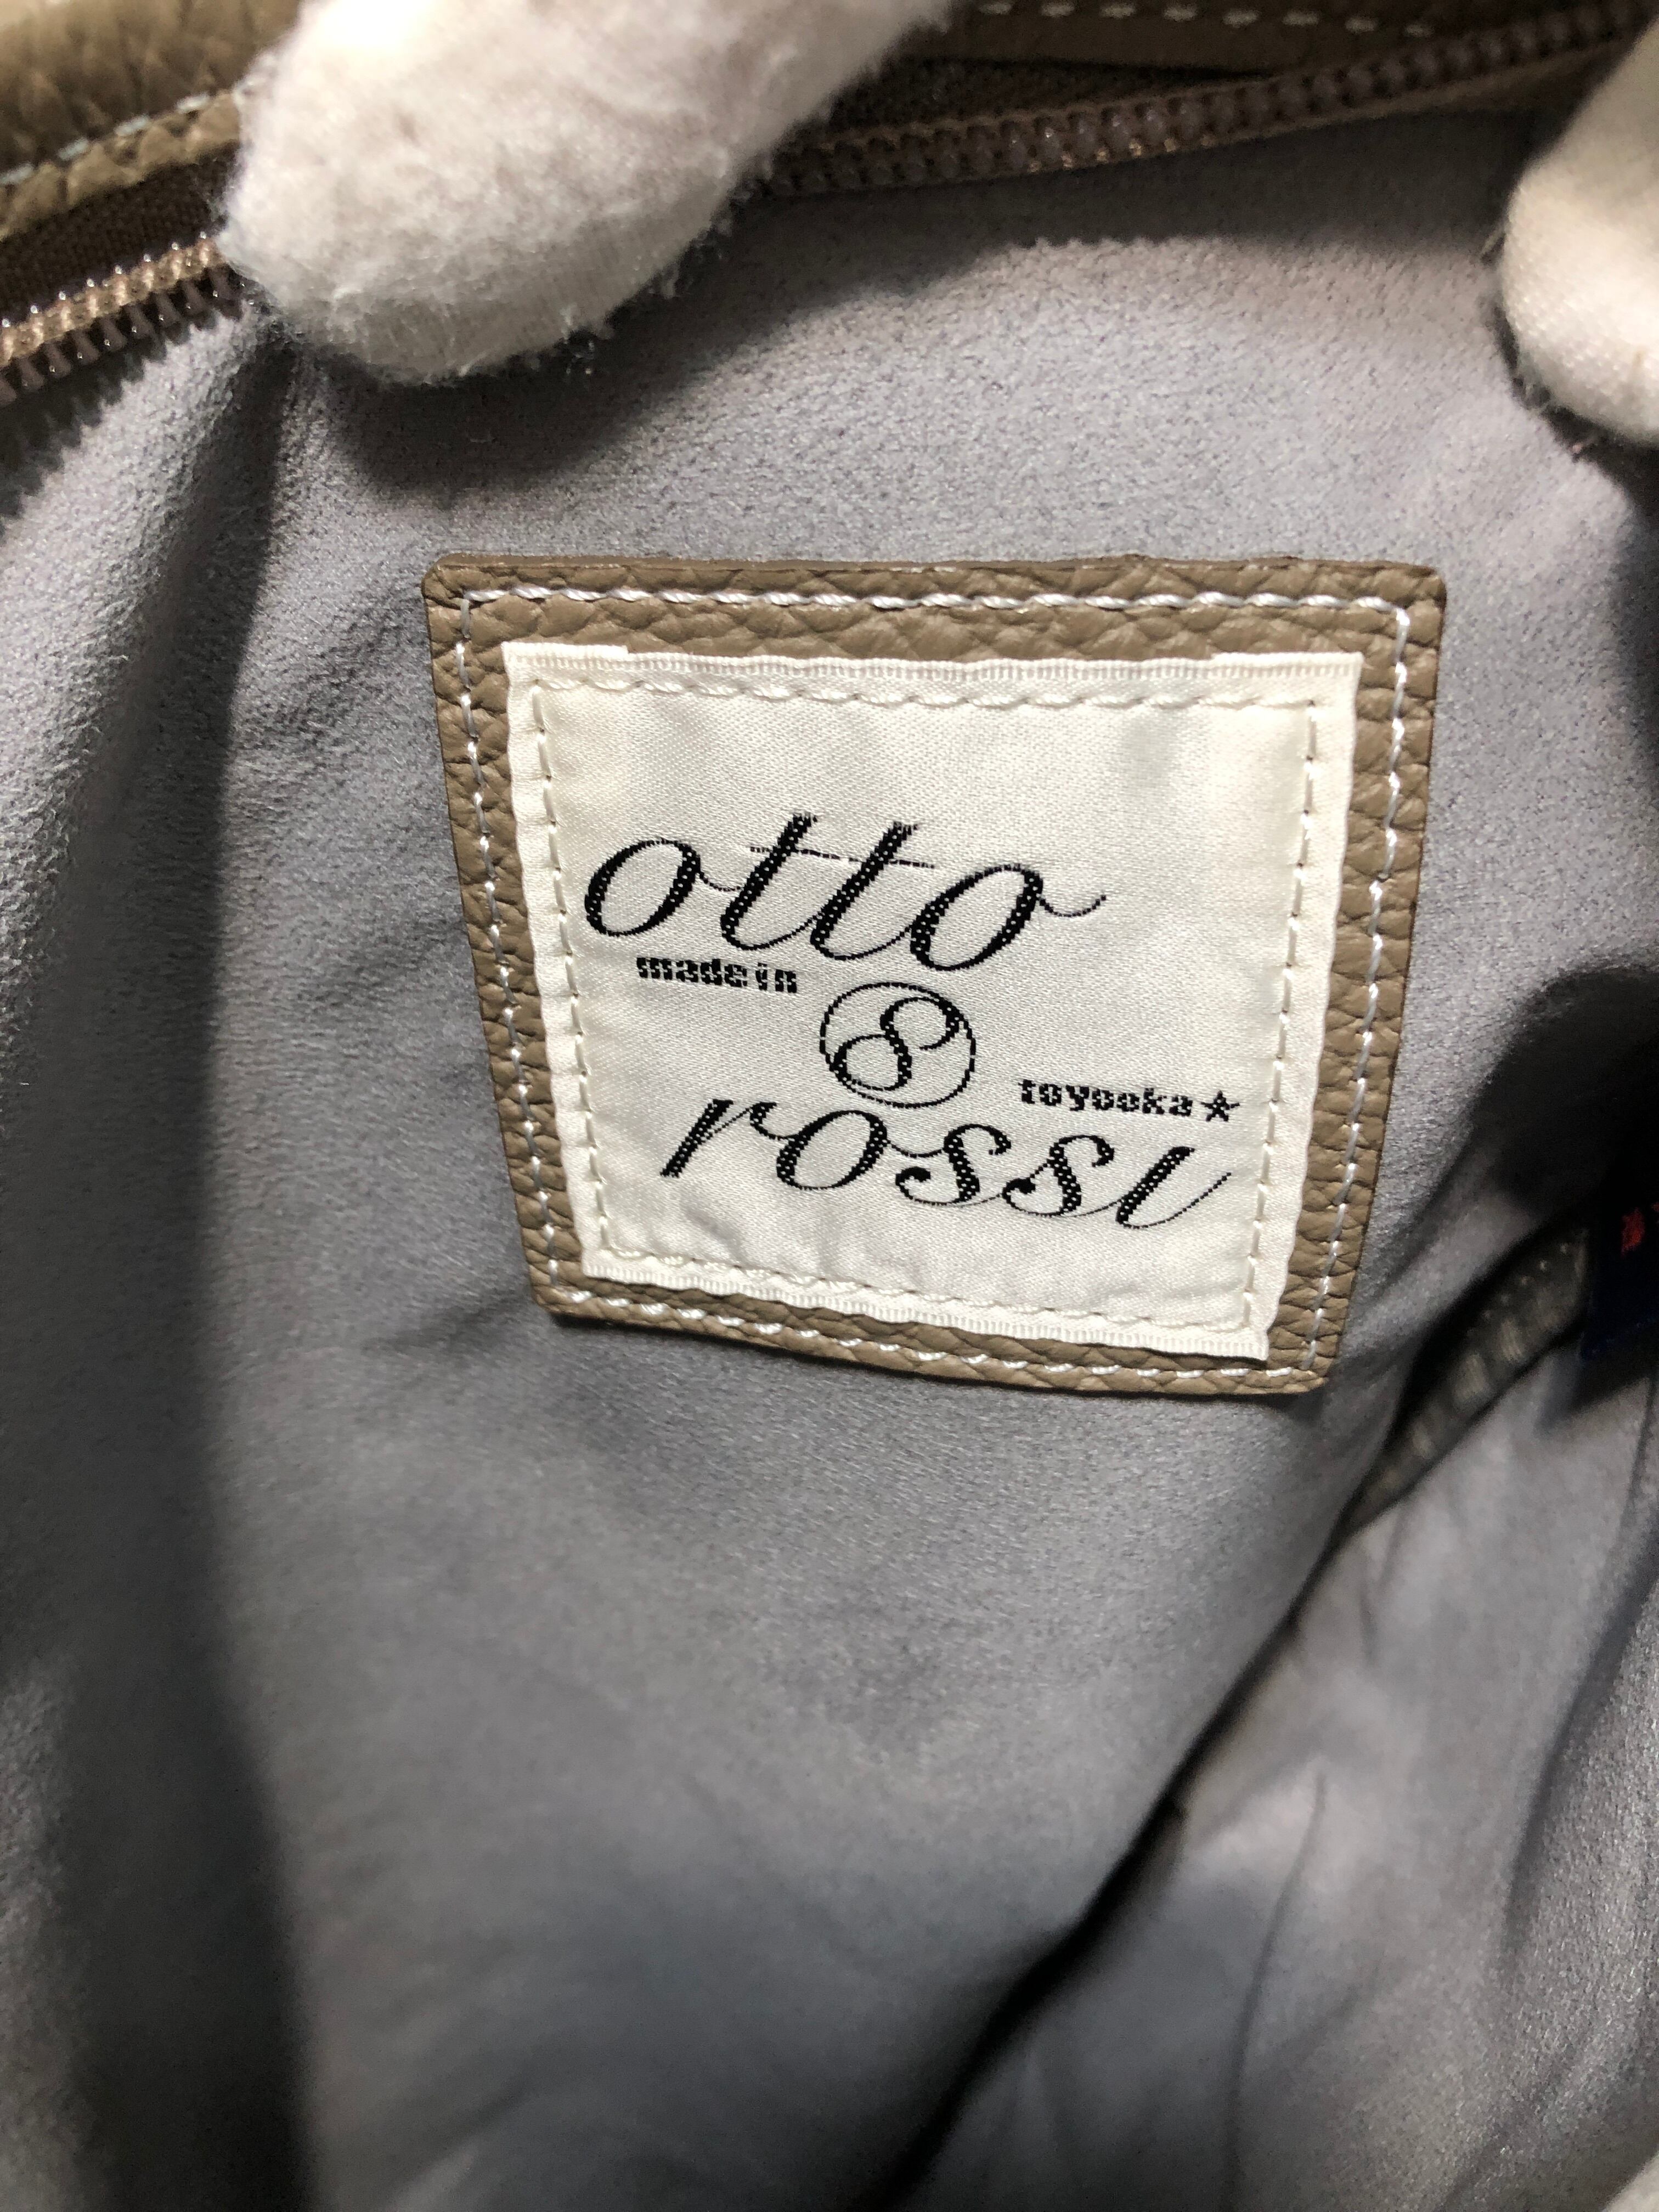 otto
made in
8
toyooka★
rossi